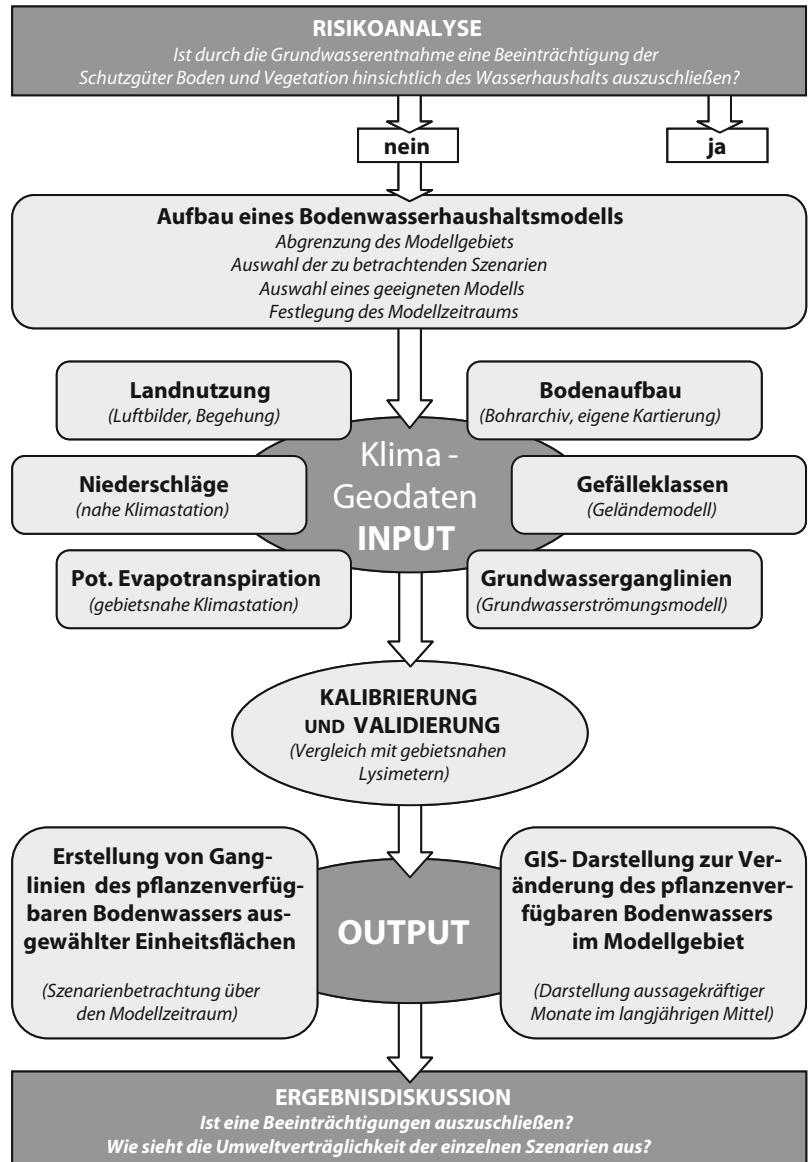 RISIKOANALYSE
Ist durch die Grundwasserentnahme eine Beeinträchtigung der
Schutzgüter Boden und Vegetation hinsichtlich des Wasserhaushalts auszuschließen?
nein
ja
Aufbau eines Bodenwasserhaushaltsmodells
Abgrenzung des Modellgebiets
Auswahl der zu betrachtenden Szenarien
Auswahl eines geeigneten Modells
Festlegung des Modellzeitraums
Landnutzung
(Luftbilder, Begehung)
Bodenaufbau
(Bohrarchiv, eigene Kartierung)
Niederschläge
(nahe Klimastation)
Klima -
Geodaten
INPUT
Gefälleklassen
(Geländemodell)
Pot. Evapotranspiration
(gebietsnahe Klimastation)
Grundwasserganglinien
(Grundwasserströmungsmodell)
KALIBRIERUNG
UND VALIDIERUNG
(Vergleich mit gebietsnahen
Lysimetern)
Erstellung von Gang-
linien des pflanzenverfüg-
baren Bodenwassers aus-
gewählter Einheitsflächen
(Szenarienbetrachtung über
den Modellzeitraum)
OUTPUT
GIS- Darstellung zur Ver-
änderung des pflanzenver-
fügbaren Bodenwassers
im Modellgebiet
(Darstellung aussagekräftiger
Monate im langjährigen Mittel)
ERGEBNISDISKUSSION
Ist eine Beeinträchtigungen auszuschließen?
Wie sieht die Umweltverträglichkeit der einzelnen Szenarien aus?